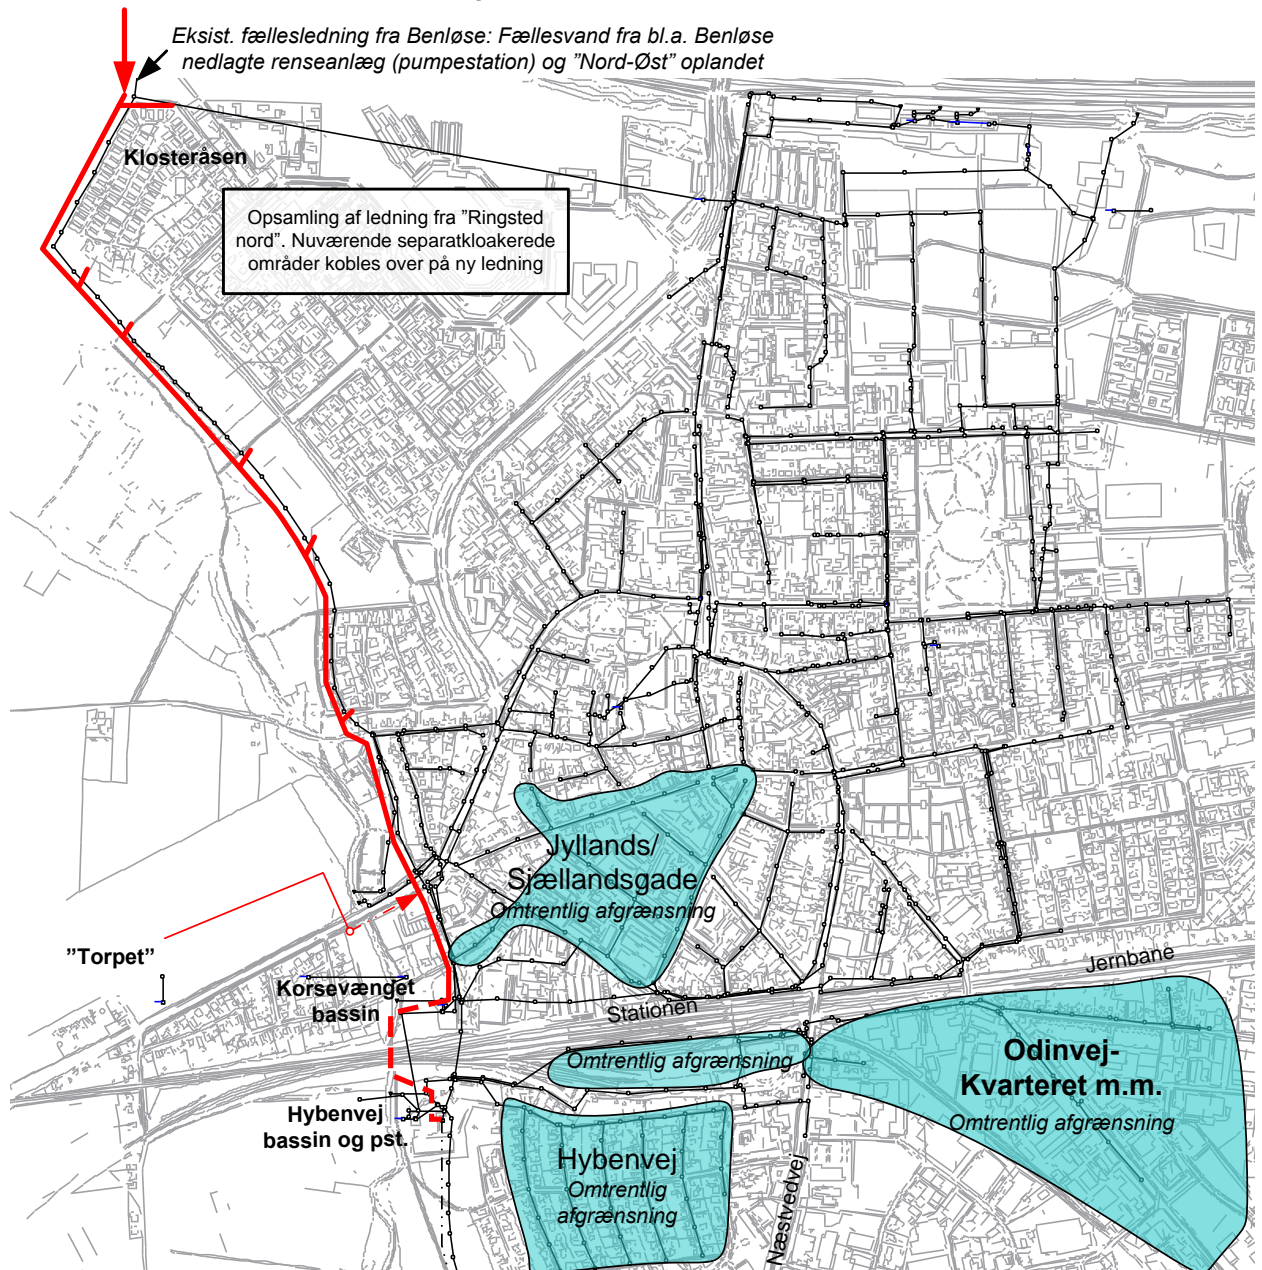 Eksist. fællesledning fra Benløse: Fællesvand fra bl.a. Benløse
nedlagte renseanlæg (pumpestation) og ”Nord-Øst” oplandet
Klosteråsen
Opsamling af ledning fra ”Ringsted
nord”. Nuværende separatkloakerede
områder kobles over på ny ledning
Jyllands/
Sjællandsgade
Omtrentlig afgrænsning
”Torpet”
Korsevænget
bassin
Jernbane
Stationen
Omtrentlig afgrænsning
Odinvej-
Kvarteret m.m.
Omtrentlig afgrænsning
Hybenvej
bassin og pst.
Hybenvej
Omtrentlig
afgrænsning
Næstvedvej